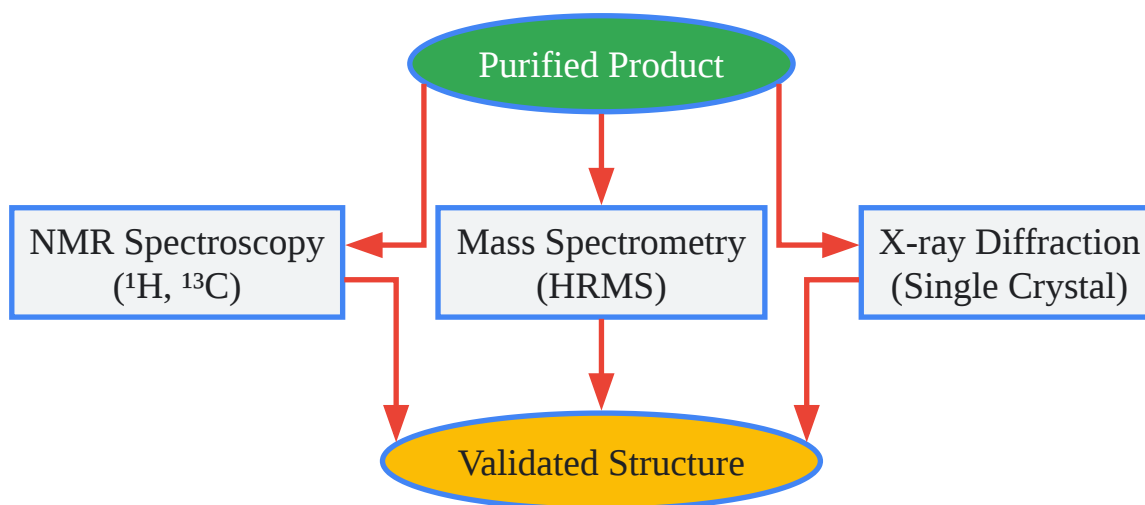 Purified Product
NMR Spectroscopy
(¹H, ¹³C)
Mass Spectrometry
(HRMS)
X-ray Diffraction
(Single Crystal)
Validated Structure